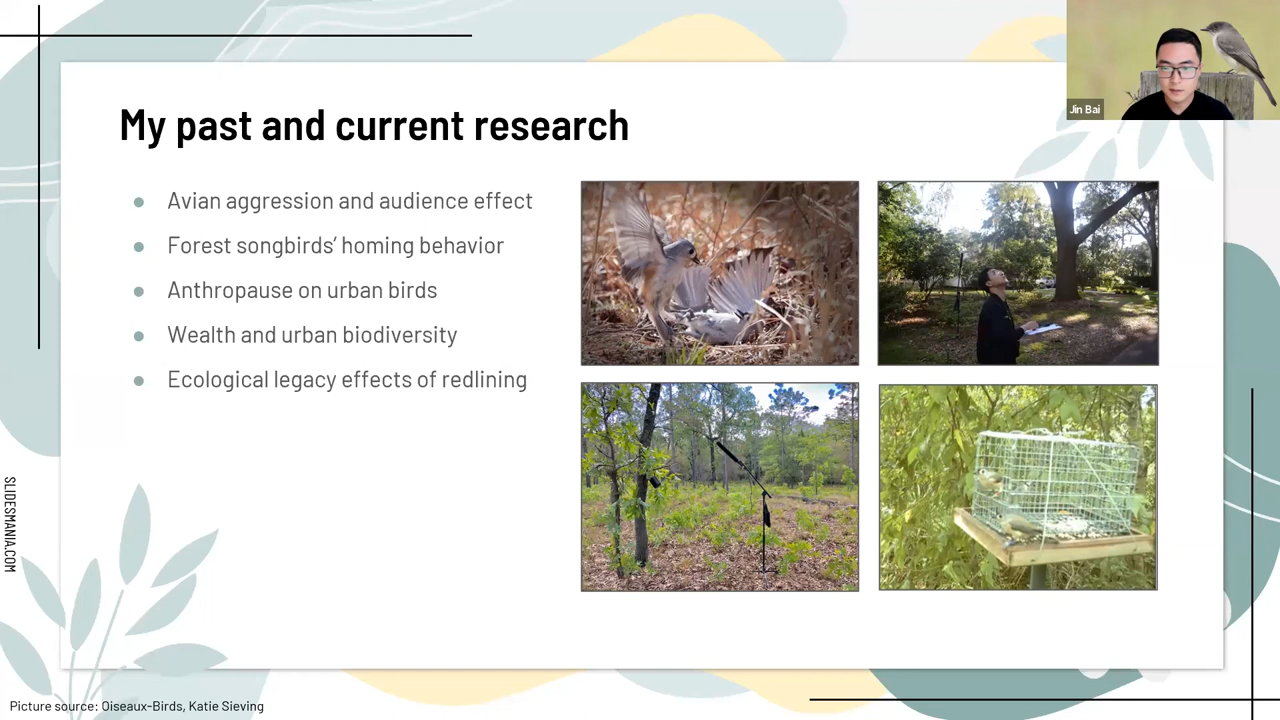 My past and current research
Avian aggression and audience effect
Forest songbirds’ homing behavior
Anthropause on urban birds
Wealth and urban biodiversity
Ecological legacy effects of redlining
Jin Bai
SLIDESMANIA.COM
Picture source: Oiseaux-Birds, Katie Sieving